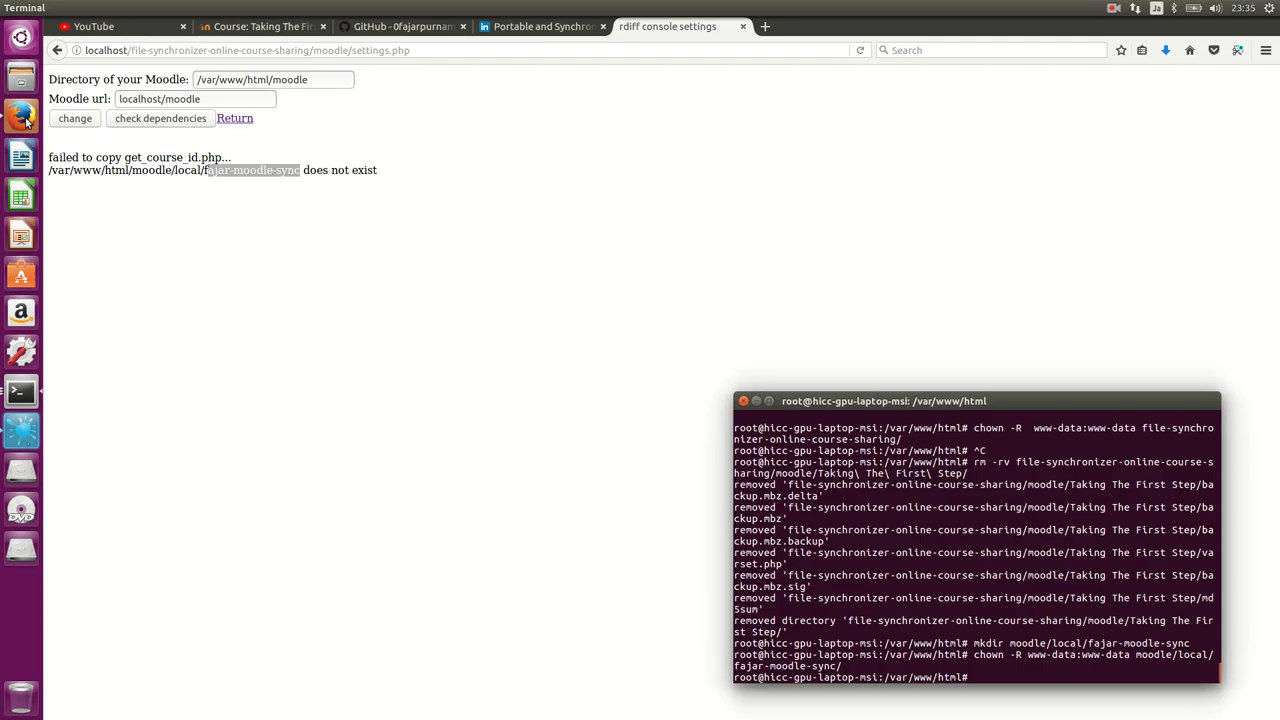 Terminal
Ja
23:35
YouTube
Course: Taking The Fir
GitHub - 0fajarpurnam
Portable and Synchron
rdiff console settings
localhost/file-synchronizer-online-course-sharing/moodle/settings.php
Search
Directory of your Moodle: /var/www/html/moodle
Moodle url: localhost/moodle
change check dependencies Return
failed to copy get_course_id.php...
/var/www/html/moodle/local/fajar-moodle-sync does not exist
root@hicc-gpu-laptop-msi: /var/www/html
root@hicc-gpu-laptop-msi:/var/www/html# chown -R  www-data:www-data file-synchro
nizer-online-course-sharing/
root@hicc-gpu-laptop-msi:/var/www/html# ^C
root@hicc-gpu-laptop-msi:/var/www/html# rm -rv file-synchronizer-online-course-s
haring/moodle/Taking\ The\ First\ Step/
removed 'file-synchronizer-online-course-sharing/moodle/Taking The First Step/ba
ckup.mbz.delta'
removed 'file-synchronizer-online-course-sharing/moodle/Taking The First Step/ba
ckup.mbz'
removed 'file-synchronizer-online-course-sharing/moodle/Taking The First Step/ba
ckup.mbz.backup'
removed 'file-synchronizer-online-course-sharing/moodle/Taking The First Step/va
rset.php'
removed 'file-synchronizer-online-course-sharing/moodle/Taking The First Step/ba
ckup.mbz.sig'
removed 'file-synchronizer-online-course-sharing/moodle/Taking The First Step/md
5sum'
removed directory 'file-synchronizer-online-course-sharing/moodle/Taking The Fir
st Step/'
root@hicc-gpu-laptop-msi:/var/www/html# mkdir moodle/local/fajar-moodle-sync
root@hicc-gpu-laptop-msi:/var/www/html# chown -R www-data:www-data moodle/local/
fajar-moodle-sync/
root@hicc-gpu-laptop-msi:/var/www/html#